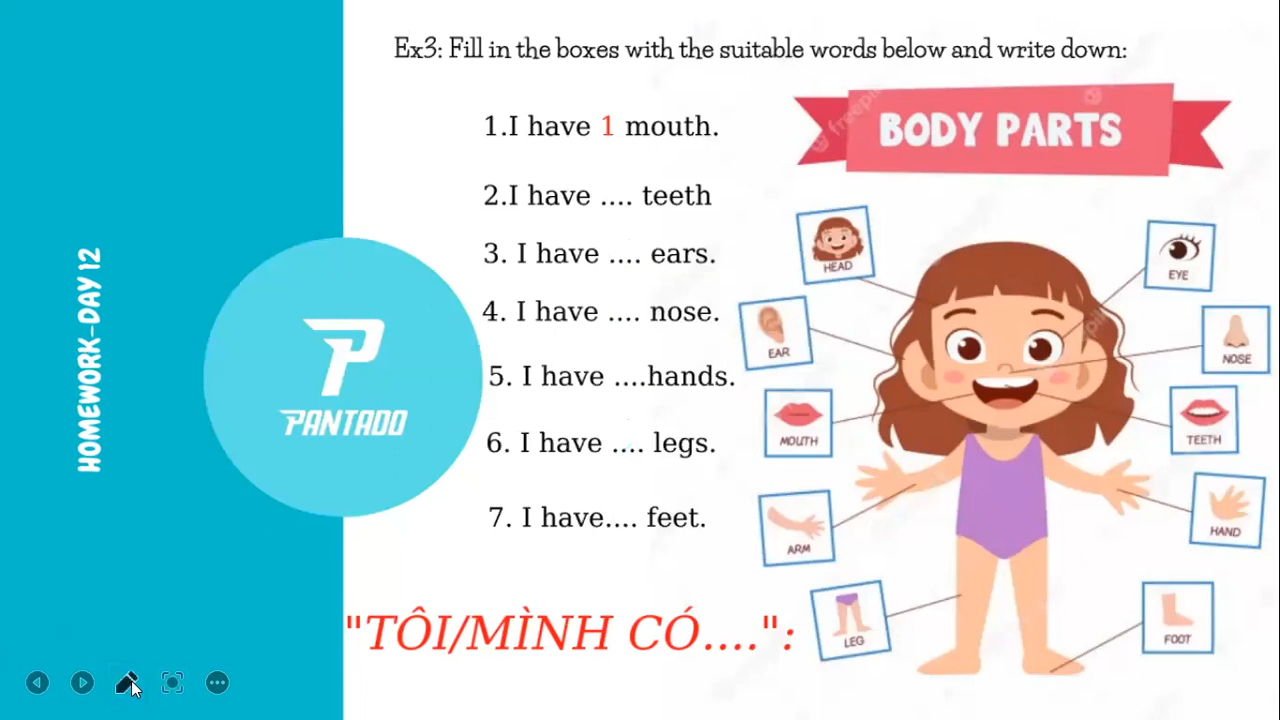 Ex3: Fill in the boxes with the suitable words below and write down:
1.I have 1 mouth.
2.I have .... teeth
3. I have .... ears.
4. I have .... nose.
5. I have ....hands.
6. I have .... legs.
7. I have.... feet.
"TÔI/MÌNH CÓ....":
HOMEWORK-DAY 12
PANTADO
BODY PARTS
HEAD
EYE
EAR
NOSE
MOUTH
TEETH
ARM
HAND
LEG
FOOT